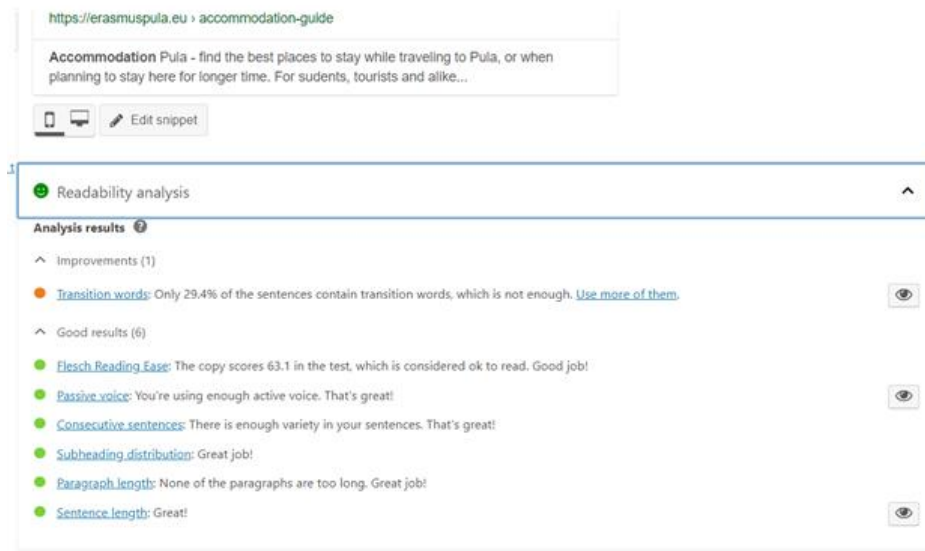 https://erasmuspula.eu › accommodation-guide
Accommodation Pula - find the best places to stay while traveling to Pula, or when
planning to stay here for longer time. For sudents, tourists and alike...
Edit snippet
Readability analysis
Analysis results
Improvements (1)
Transition words: Only 29.4% of the sentences contain transition words, which is not enough. Use more of them.
Good results (6)
Flesch Reading Ease: The copy scores 63.1 in the test, which is considered ok to read. Good job!
Passive voice: You're using enough active voice. That's great!
Consecutive sentences: There is enough variety in your sentences. That's great!
Subheading distribution: Great job!
Paragraph length: None of the paragraphs are too long. Great job!
Sentence length: Great!